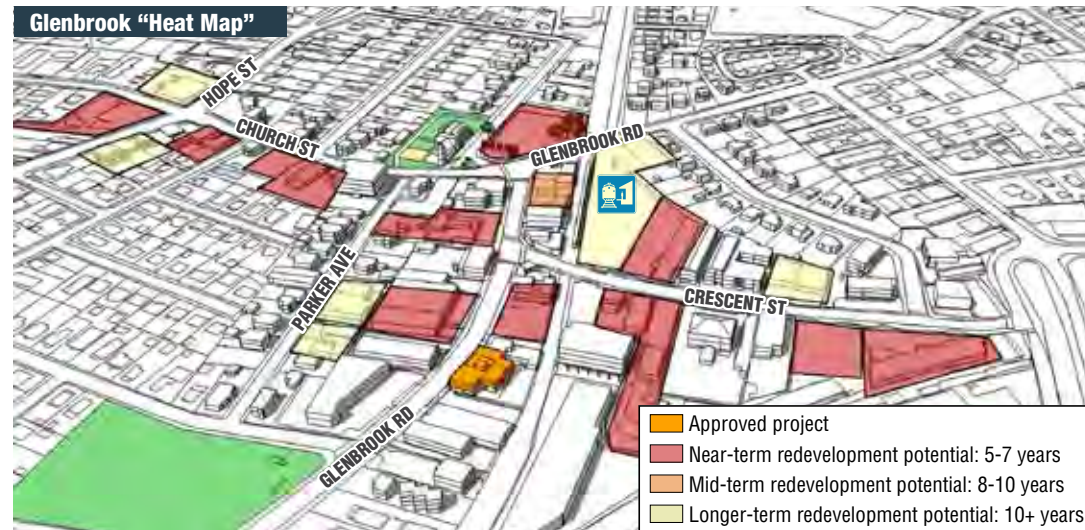 Glenbrook “Heat Map”
HOPE ST
CHURCH ST
GLENBROOK RD
PARKER AVE
CRESCENT ST
GLENBROOK RD
Approved project
Near-term redevelopment potential: 5-7 years
Mid-term redevelopment potential: 8-10 years
Longer-term redevelopment potential: 10+ years